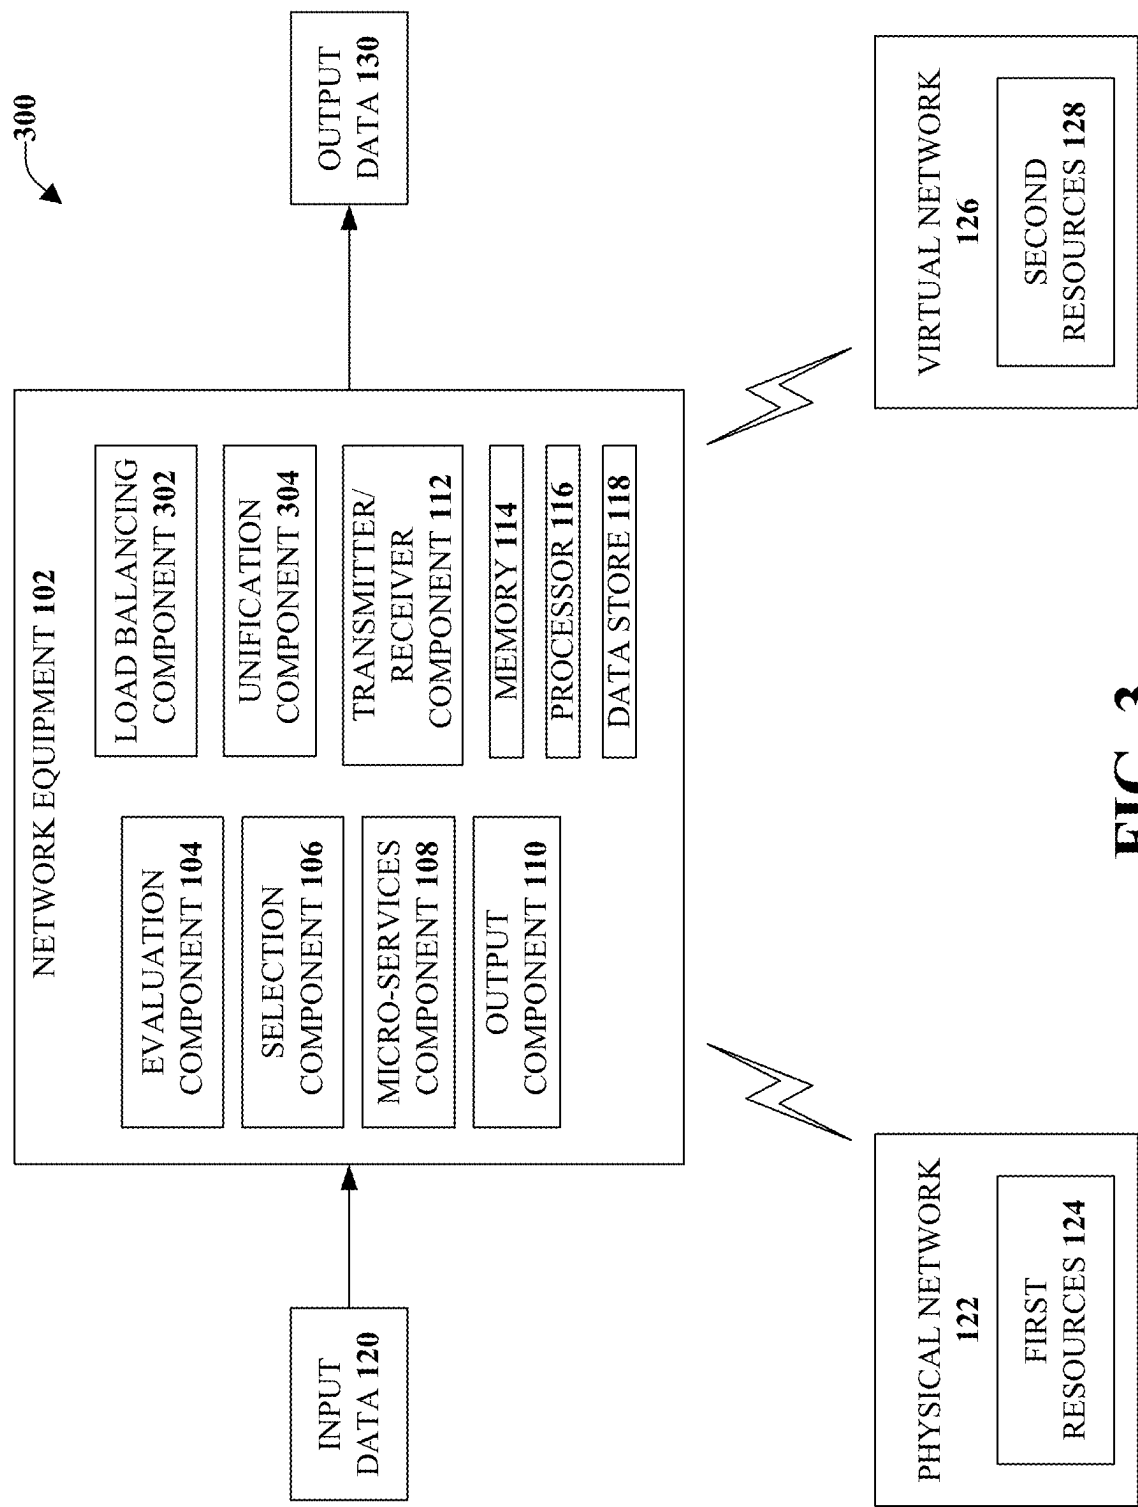 300
NETWORK EQUIPMENT 102
EVALUATION
COMPONENT 104
SELECTION
COMPONENT 106
MICRO-SERVICES
COMPONENT 108
OUTPUT
COMPONENT 110
LOAD BALANCING
COMPONENT 302
UNIFICATION
COMPONENT 304
TRANSMITTER/
RECEIVER
COMPONENT 112
MEMORY 114
PROCESSOR 116
DATA STORE 118
INPUT
DATA 120
OUTPUT
DATA 130
PHYSICAL NETWORK
122
FIRST
RESOURCES 124
VIRTUAL NETWORK
126
SECOND
RESOURCES 128
FIG. 3